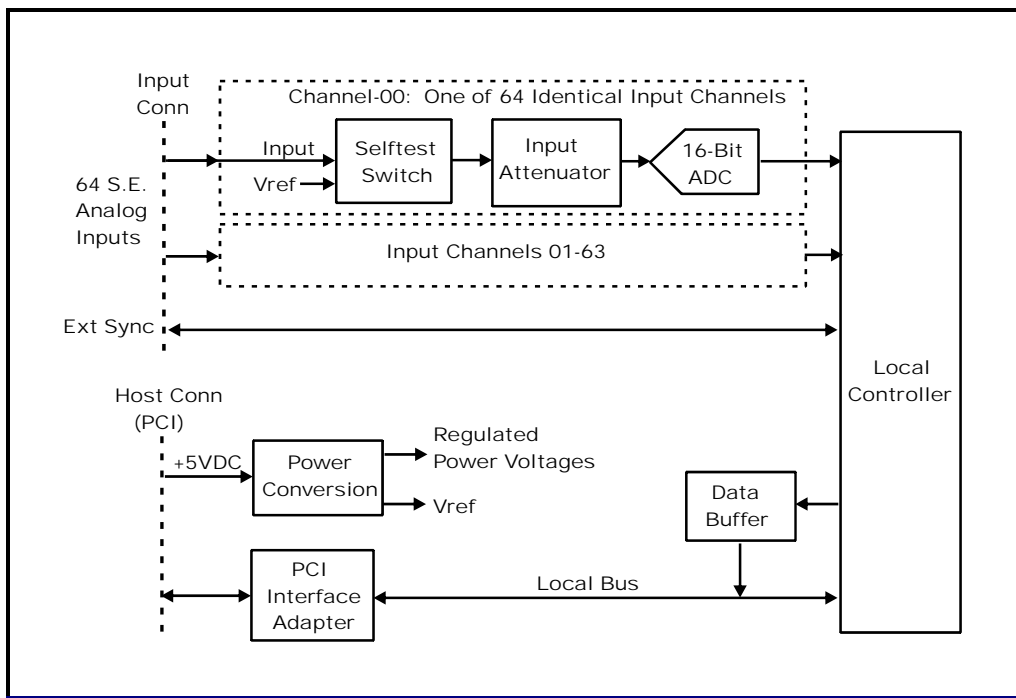 Input
Conn
Channel-00:  One of 64 Identical Input Channels
Input
Vref
Selftest
Switch
Input
Attenuator
16-Bit
ADC
64 S.E.
Analog
Inputs
Input Channels 01-63
Ext Sync
Local
Controller
Host Conn
(PCI)
+5VDC
Power
Conversion
Regulated
Power Voltages
Vref
Data
Buffer
PCI
Interface
Adapter
Local Bus